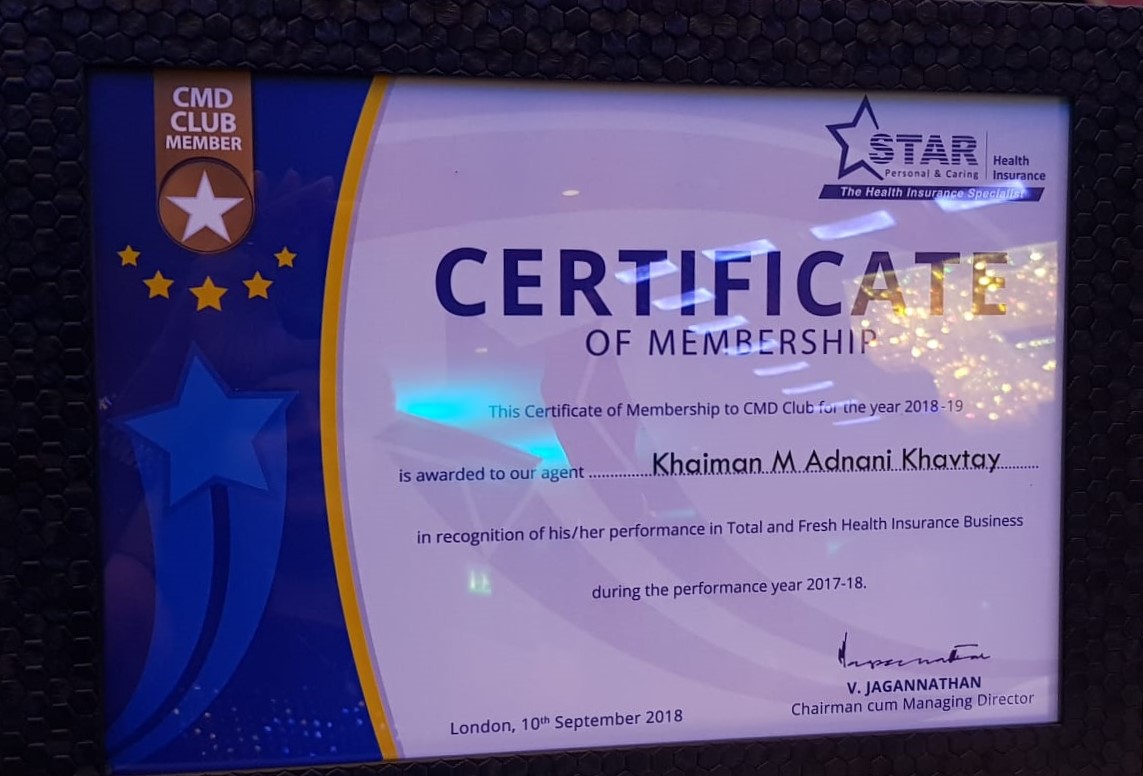 CMD
CLUB
MEMBER
STAR
Health
Insurance
Personal & Caring
The Health Insurance Specialist
CERTIFICATE
OF MEMBERSHIP
This Certificate of Membership to CMD Club for the year 2018-19
is awarded to our agent ............Khaiman M Adnani Khavtay............
in recognition of his/her performance in Total and Fresh Health Insurance Business
during the performance year 2017-18.
V. JAGANNATHAN
Chairman cum Managing Director
London, 10th September 2018